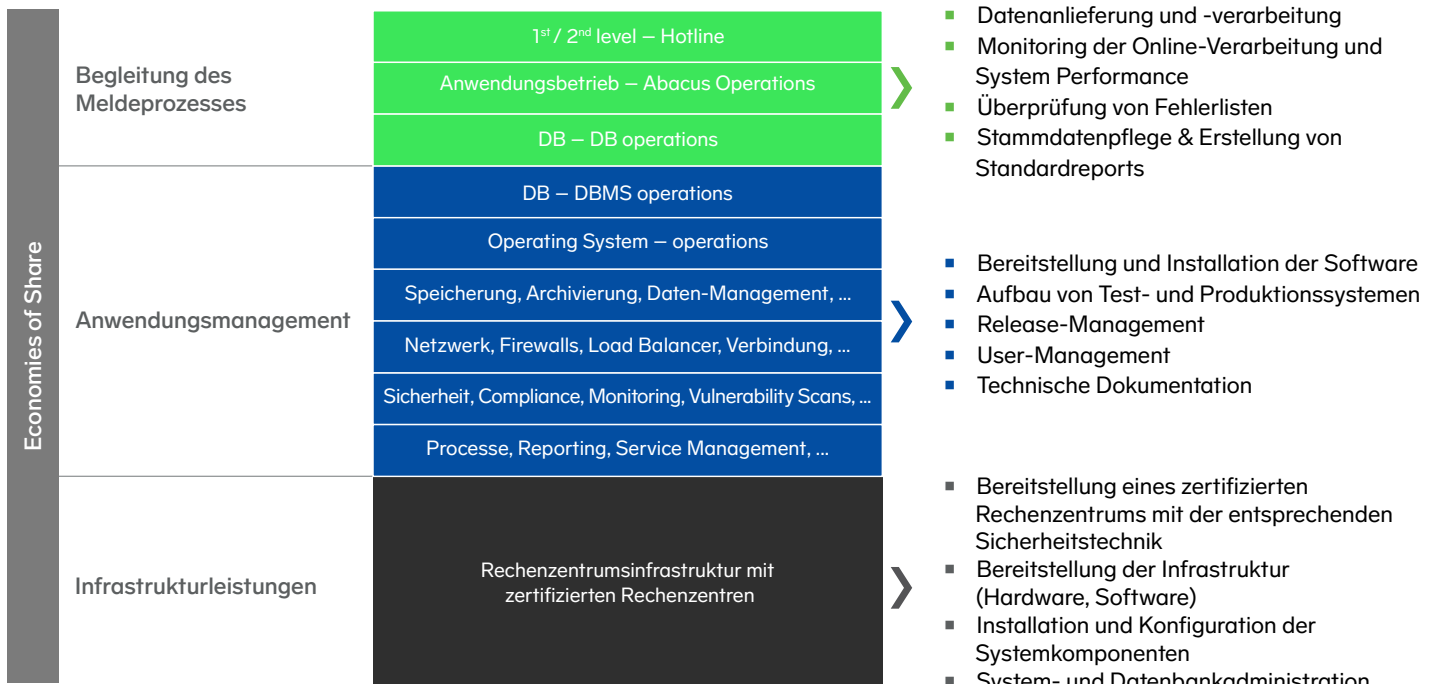 Economies of Share
Begleitung des
Meldeprozesses
1st / 2nd level – Hotline
Anwendungsbetrieb – Abacus Operations
DB – DB operations
Datenanlieferung und -verarbeitung
Monitoring der Online-Verarbeitung und
System Performance
Überprüfung von Fehlerlisten
Stammdatenpflege & Erstellung von
Standardreports
Anwendungsmanagement
DB – DBMS operations
Operating System – operations
Speicherung, Archivierung, Daten-Management, ...
Netzwerk, Firewalls, Load Balancer, Verbindung, ...
Sicherheit, Compliance, Monitoring, Vulnerability Scans, ...
Processe, Reporting, Service Management, ...
Bereitstellung und Installation der Software
Aufbau von Test- und Produktionssystemen
Release-Management
User-Management
Technische Dokumentation
Infrastrukturleistungen
Rechenzentrumsinfrastruktur mit
zertifizierten Rechenzentren
Bereitstellung eines zertifizierten
Rechenzentrums mit der entsprechenden
Sicherheitstechnik
Bereitstellung der Infrastruktur
(Hardware, Software)
Installation und Konfiguration der
Systemkomponenten
System- und Datenbankadministration